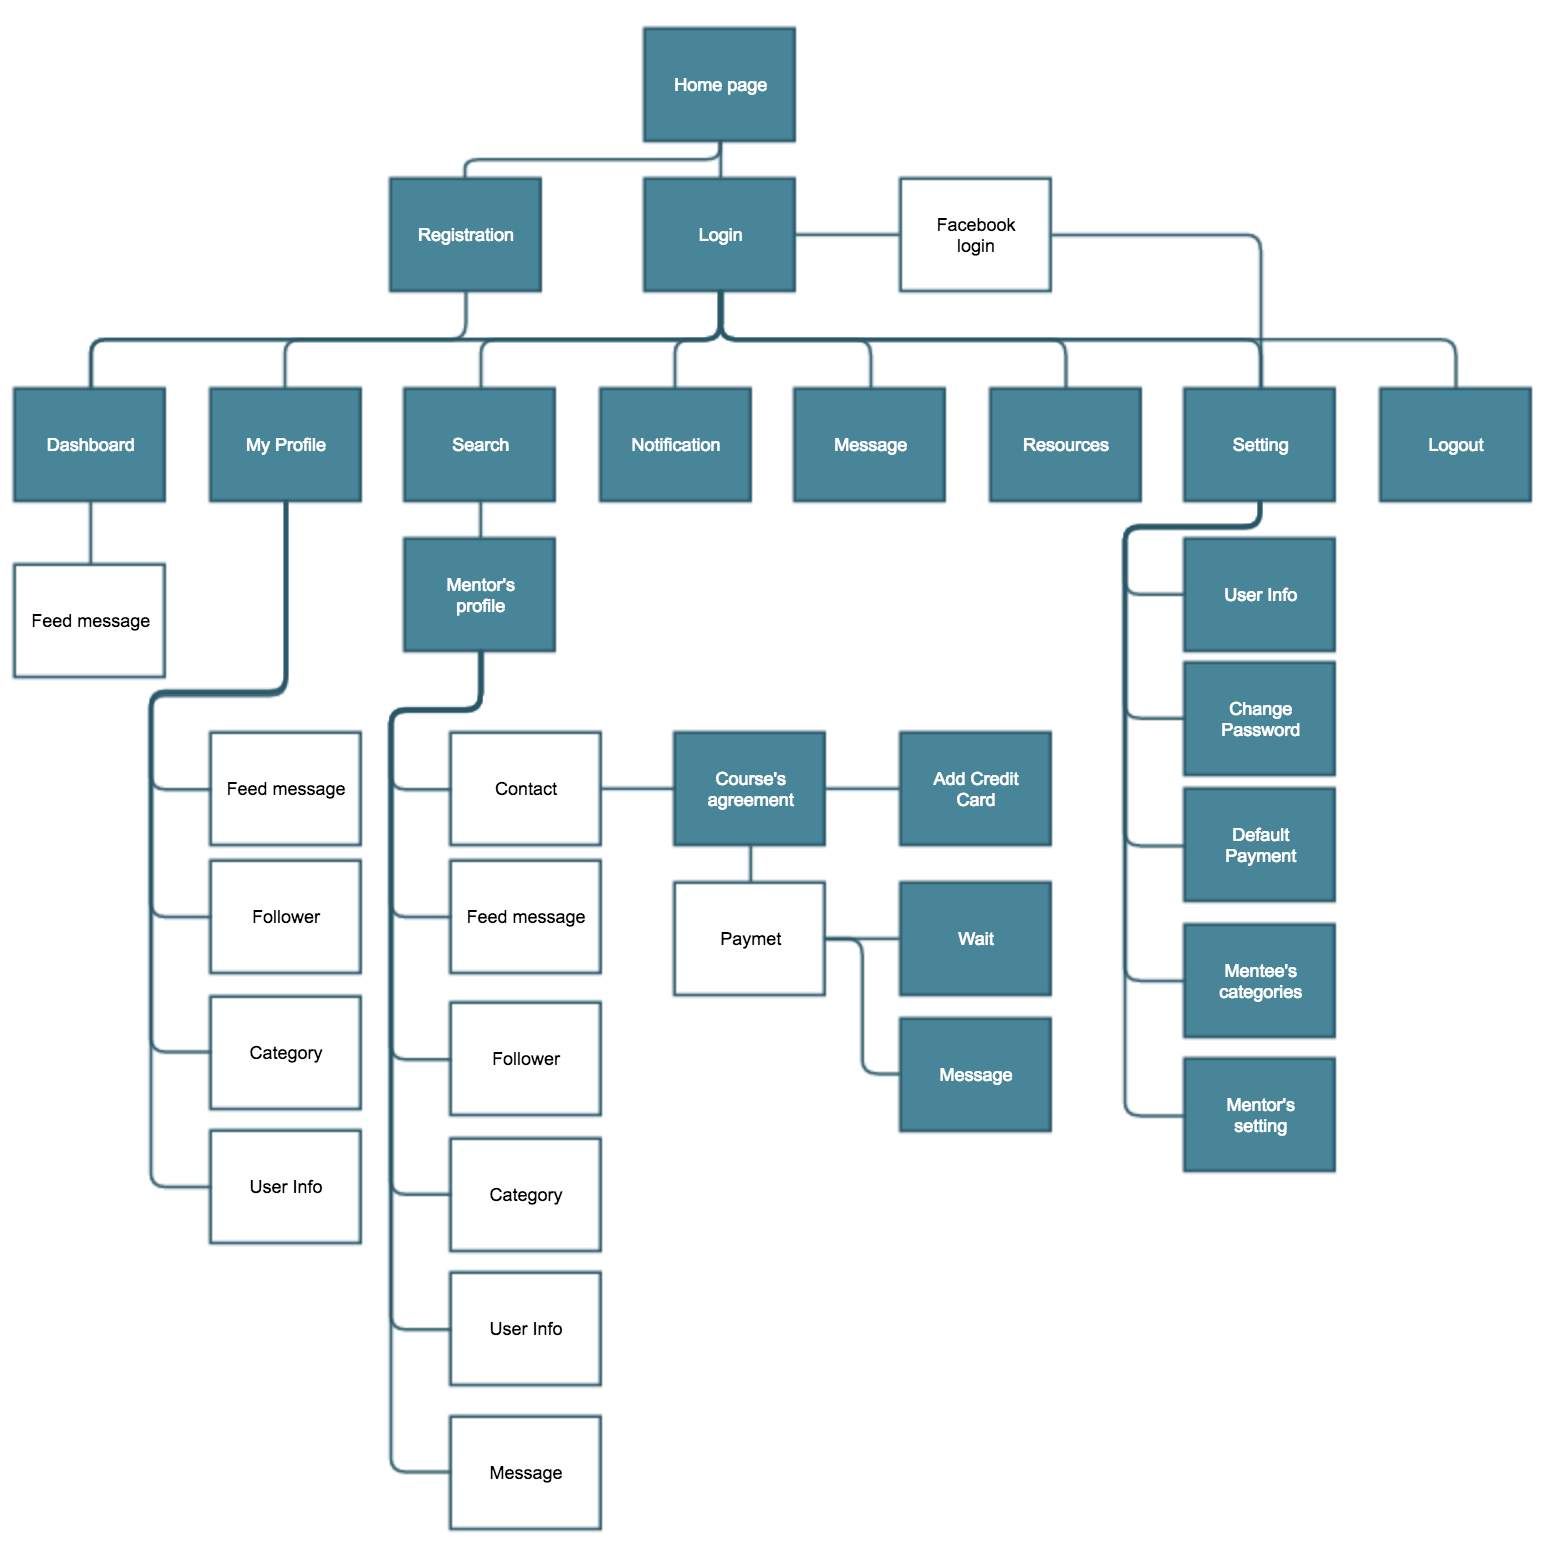 Home page
Registration
Login
Facebook
login
Dashboard
My Profile
Search
Notification
Message
Resources
Setting
Logout
Feed message
Mentor's
profile
User Info
Change
Password
Default
Payment
Mentee's
categories
Mentor's
setting
Feed message
Follower
Category
User Info
Contact
Feed message
Follower
Category
User Info
Message
Course's
agreement
Add Credit
Card
Paymet
Wait
Message